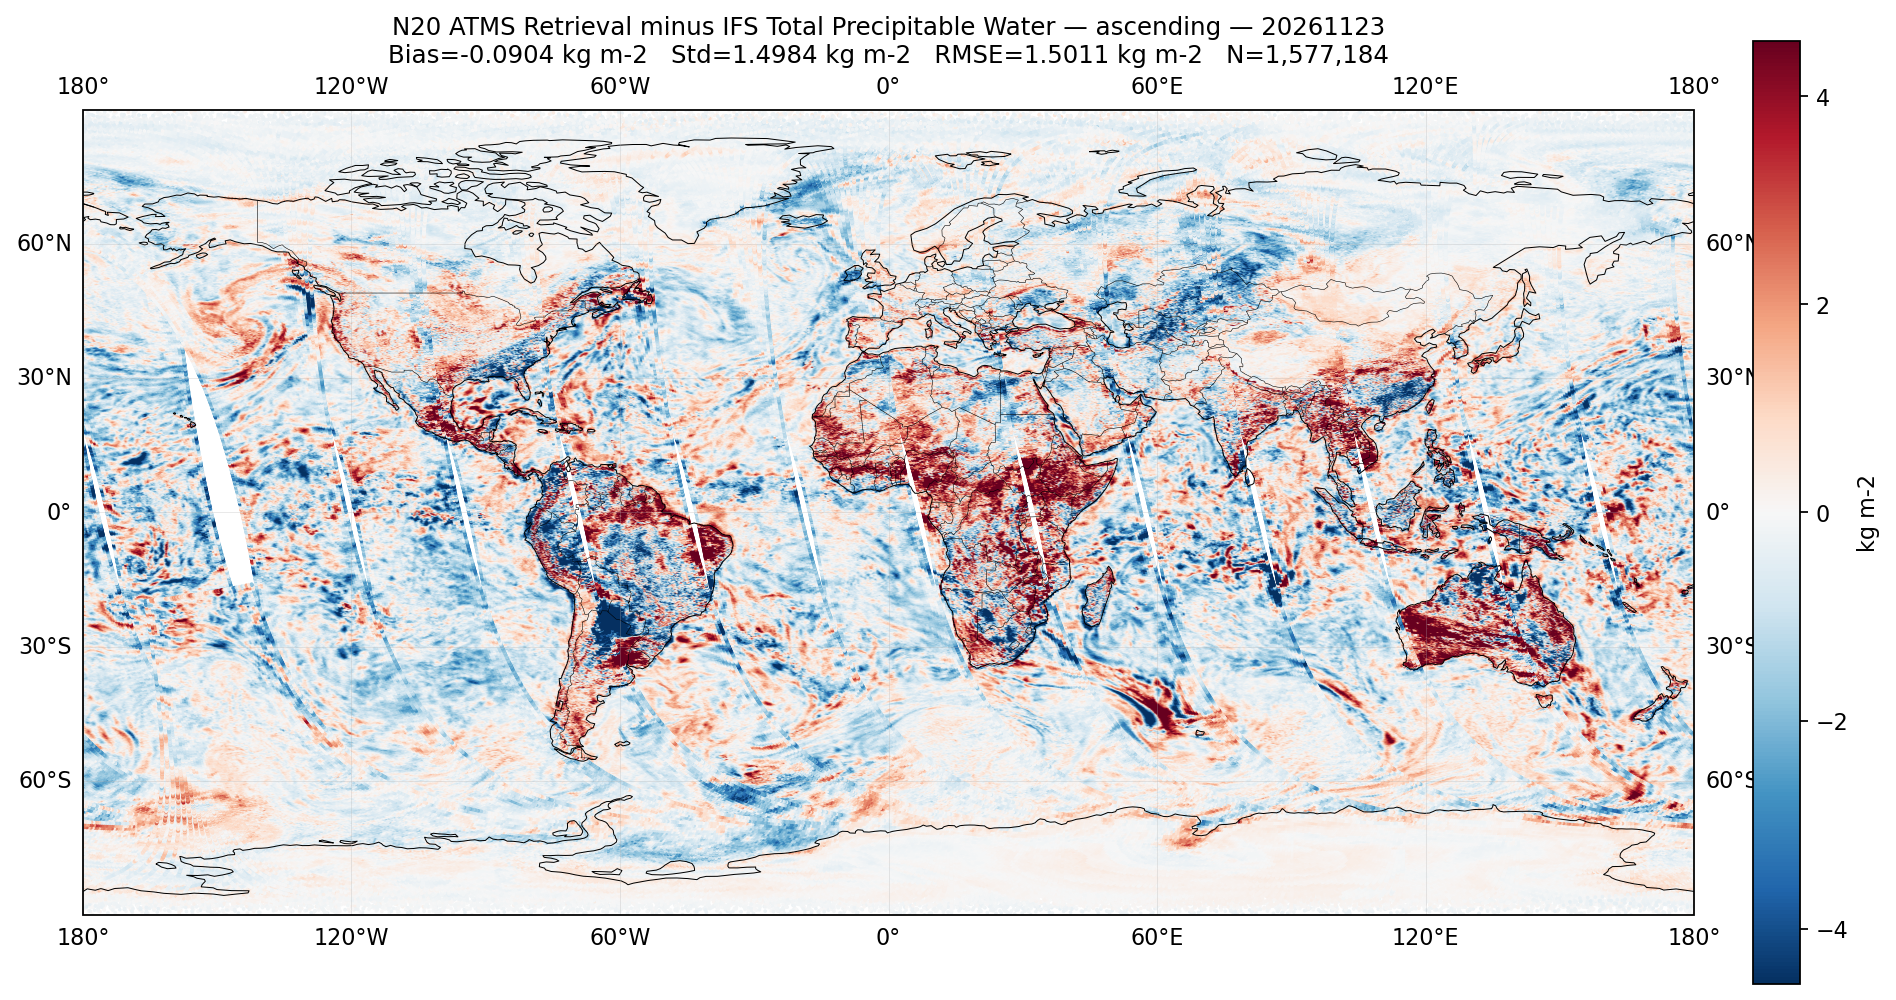 N20 ATMS Retrieval minus IFS Total Precipitable Water — ascending — 20261123
Bias=-0.0904 kg m-2   Std=1.4984 kg m-2   RMSE=1.5011 kg m-2   N=1,577,184
180°   120°W   60°W   0°   60°E   120°E   180°
4
60°N   60°N
2
30°N   30°N
0°   0°   0
kg m-2
30°S   30°S
−2
60°S   60°S
−4
180°   120°W   60°W   0°   60°E   120°E   180°